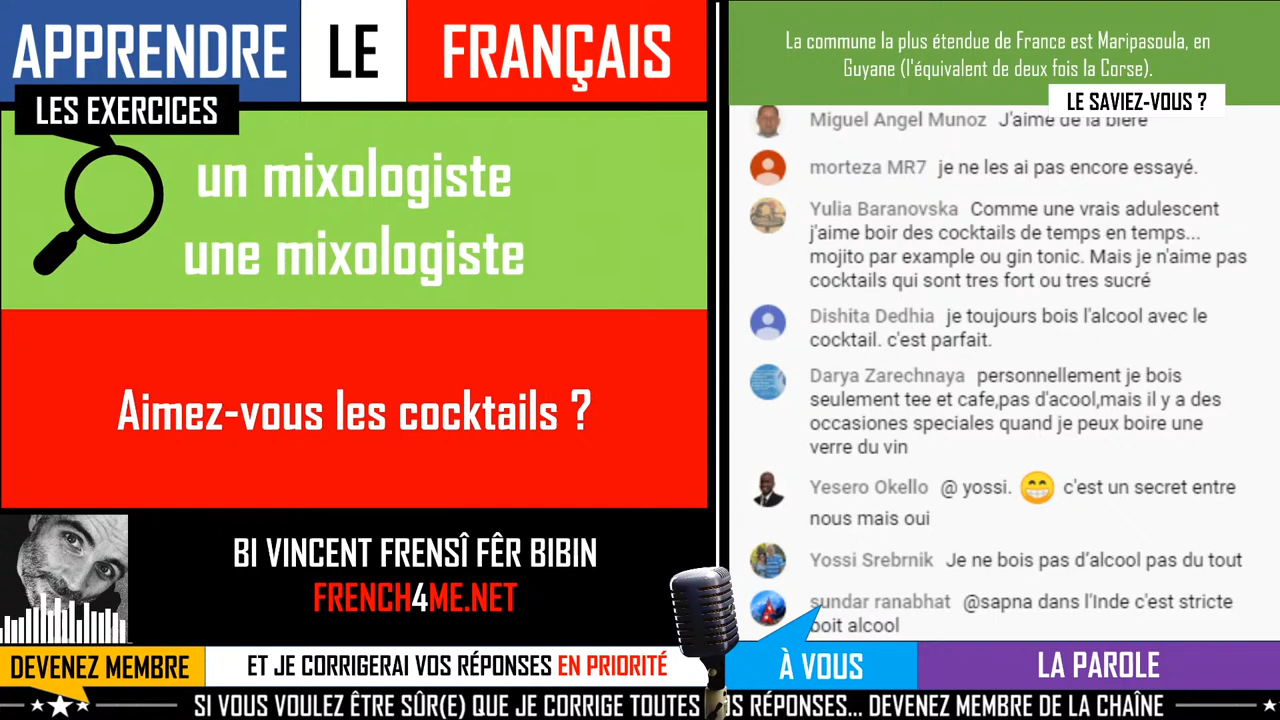 APPRENDRE LE FRANÇAIS
LES EXERCICES
un mixologiste
une mixologiste
Aimez-vous les cocktails ?
BI VINCENT FRENSÎ FÊR BIBIN
FRENCH4ME.NET
DEVENEZ MEMBRE
ET JE CORRIGERAI VOS RÉPONSES EN PRIORITÉ
La commune la plus étendue de France est Maripasoula, en
Guyane (l'équivalent de deux fois la Corse).
LE SAVIEZ-VOUS ?
Miguel Angel Munoz J'aime de la bière
morteza MR7 je ne les ai pas encore essayé.
Yulia Baranovska Comme une vrais adulescent
j'aime boir des cocktails de temps en temps...
mojito par example ou gin tonic. Mais je n'aime pas
cocktails qui sont tres fort ou tres sucré
Dishita Dedhia je toujours bois l'alcool avec le
cocktail. c'est parfait.
Darya Zarechnaya personnellement je bois
seulement tee et cafe,pas d'acool,mais il y a des
occasiones speciales quand je peux boire une
verre du vin
Yesero Okello @ yossi. 😁 c'est un secret entre
nous mais oui
Yossi Srebrnik Je ne bois pas d'alcool pas du tout
sundar ranabhat @sapna dans l'Inde c'est stricte
boit alcool
À VOUS
LA PAROLE
SI VOUS VOULEZ ÊTRE SÛR(E) QUE JE CORRIGE TOUTES OS RÉPONSES... DEVENEZ MEMBRE DE LA CHAÎNE